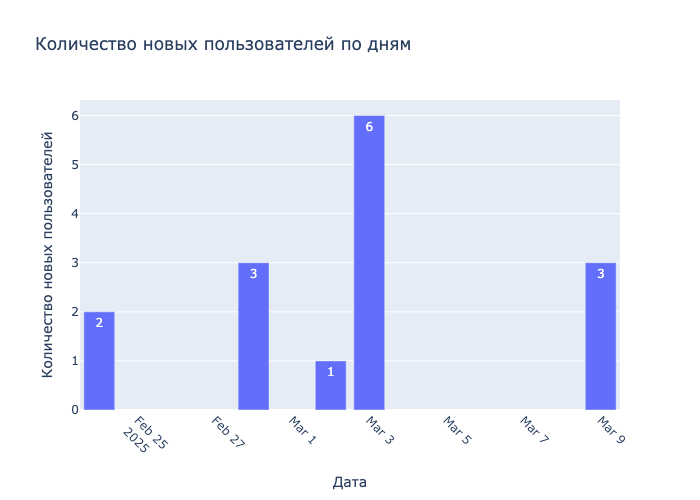 Количество новых пользователей по дням
Количество новых пользователей
6
5
4
3
2
1
0
2
3
1
6
3
Feb 25
2025
Feb 27
Mar 1
Mar 3
Mar 5
Mar 7
Mar 9
Дата